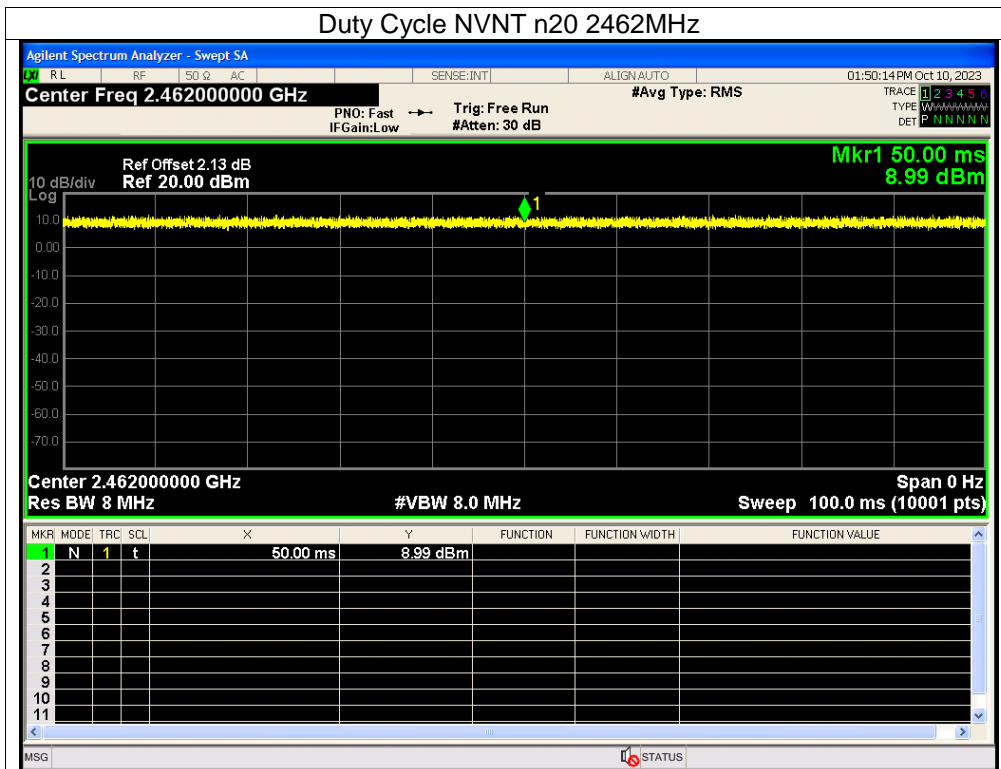 Duty Cycle NVNT n20 2462MHz
Agilent Spectrum Analyzer - Swept SA
LXI RL RF 50 Ω AC SENSE:INT ALIGN AUTO 01:50:14 PM Oct 10, 2023
Center Freq 2.462000000 GHz #Avg Type: RMS TRACE 1 2 3 4 5 6
PNO: Fast Trig: Free Run TYPE
IFGain:Low #Atten: 30 dB DET P N N N N N
Mkr1 50.00 ms
Ref Offset 2.13 dB
10 dB/div Ref 20.00 dBm 8.99 dBm
Log
1
10.0
0.00
-10.0
-20.0
-30.0
-40.0
-50.0
-60.0
-70.0
Center 2.462000000 GHz Span 0 Hz
Res BW 8 MHz #VBW 8.0 MHz Sweep 100.0 ms (10001 pts)
MKR MODE TRC SCL X Y FUNCTION FUNCTION WIDTH FUNCTION VALUE
1 N 1 t 50.00 ms 8.99 dBm
2
3
4
5
6
7
8
9
10
11
MSG STATUS